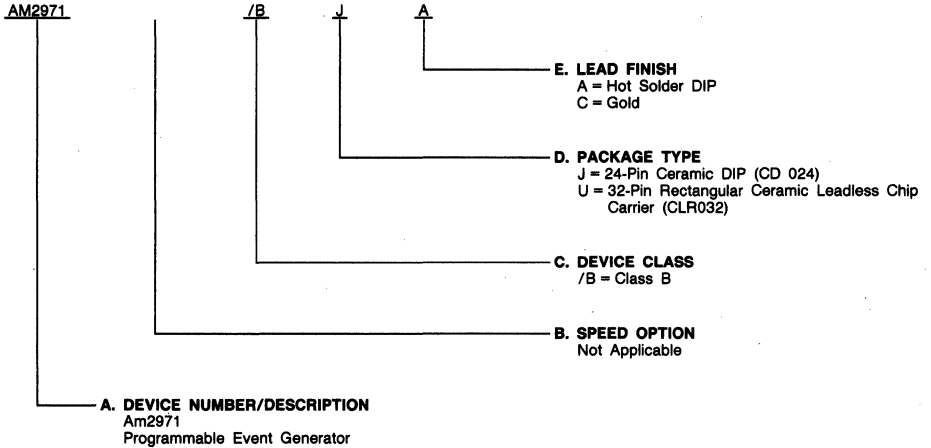 AM2971 /B J A
E. LEAD FINISH
A = Hot Solder DIP
C = Gold
D. PACKAGE TYPE
J = 24-Pin Ceramic DIP (CD 024)
U = 32-Pin Rectangular Ceramic Leadless Chip
Carrier (CLR032)
C. DEVICE CLASS
/B = Class B
B. SPEED OPTION
Not Applicable
A. DEVICE NUMBER/DESCRIPTION
Am2971
Programmable Event Generator